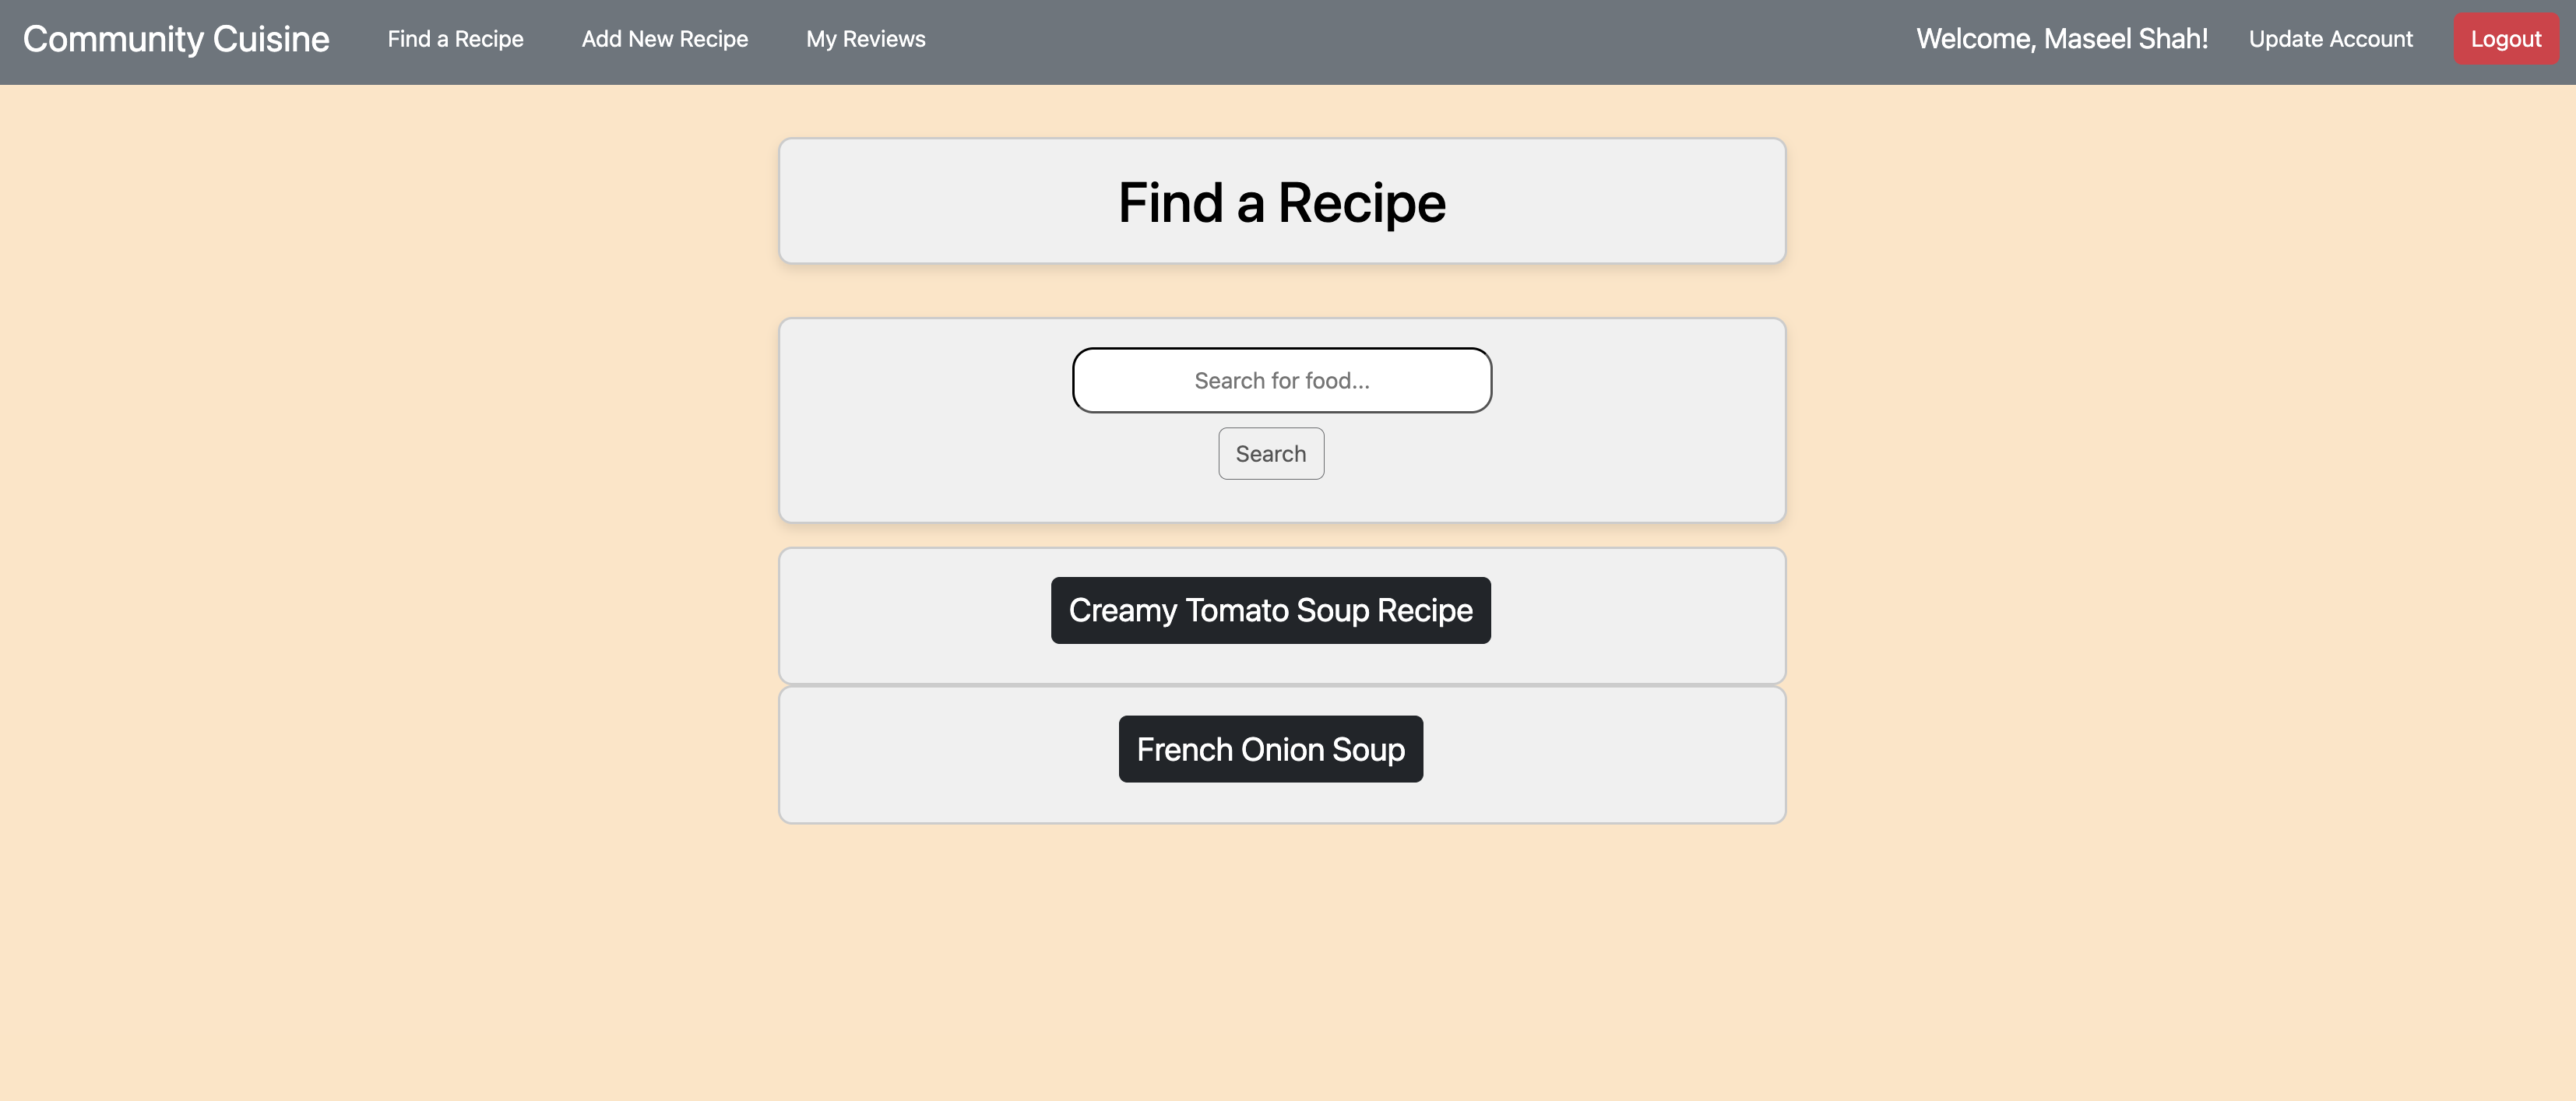 Community Cuisine Find a Recipe Add New Recipe My Reviews Welcome, Maseel Shah! Update Account Logout
Find a Recipe
Search for food...
Search
Creamy Tomato Soup Recipe
French Onion Soup